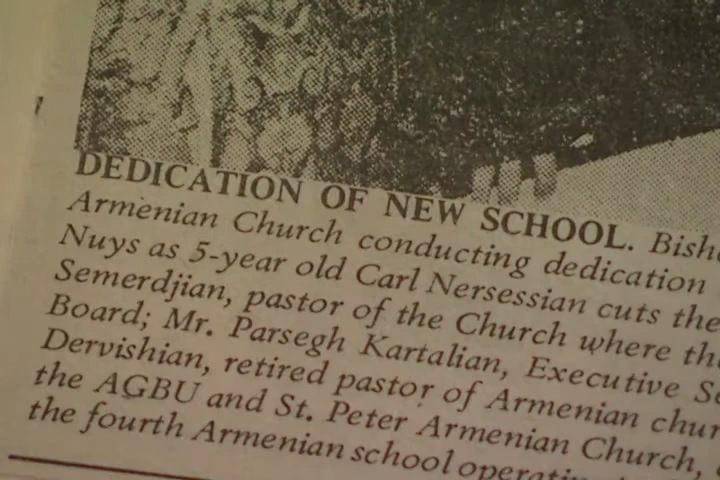 DEDICATION OF NEW SCHOOL.
Armenian Church conducting dedication
Nuys as 5-year old Carl Nersessian cuts the
Semerdjian, pastor of the Church where
Board; Mr. Parsegh Kartalian, Executive
Dervishian, retired pastor of Armenian
the AGBU and St. Peter Armenian Church,
the fourth Armenian school